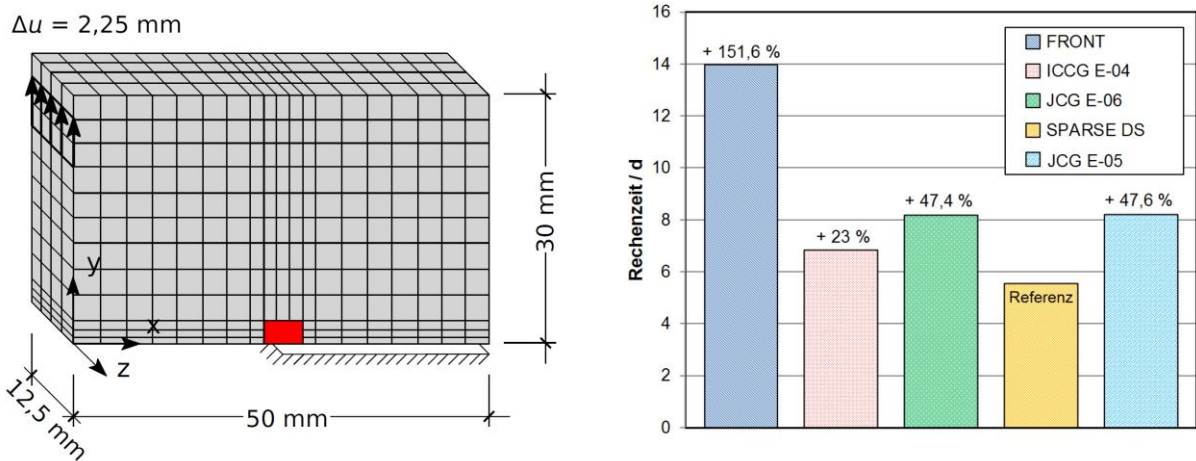 Δu = 2,25 mm
y
x
z
30 mm
12,5 mm
50 mm
Rechenzeit / d
16
14
12
10
8
6
4
2
0
+ 151,6 %
+ 23 %
+ 47,4 %
Referenz
+ 47,6 %
FRONT
ICCG E-04
JCG E-06
SPARSE DS
JCG E-05